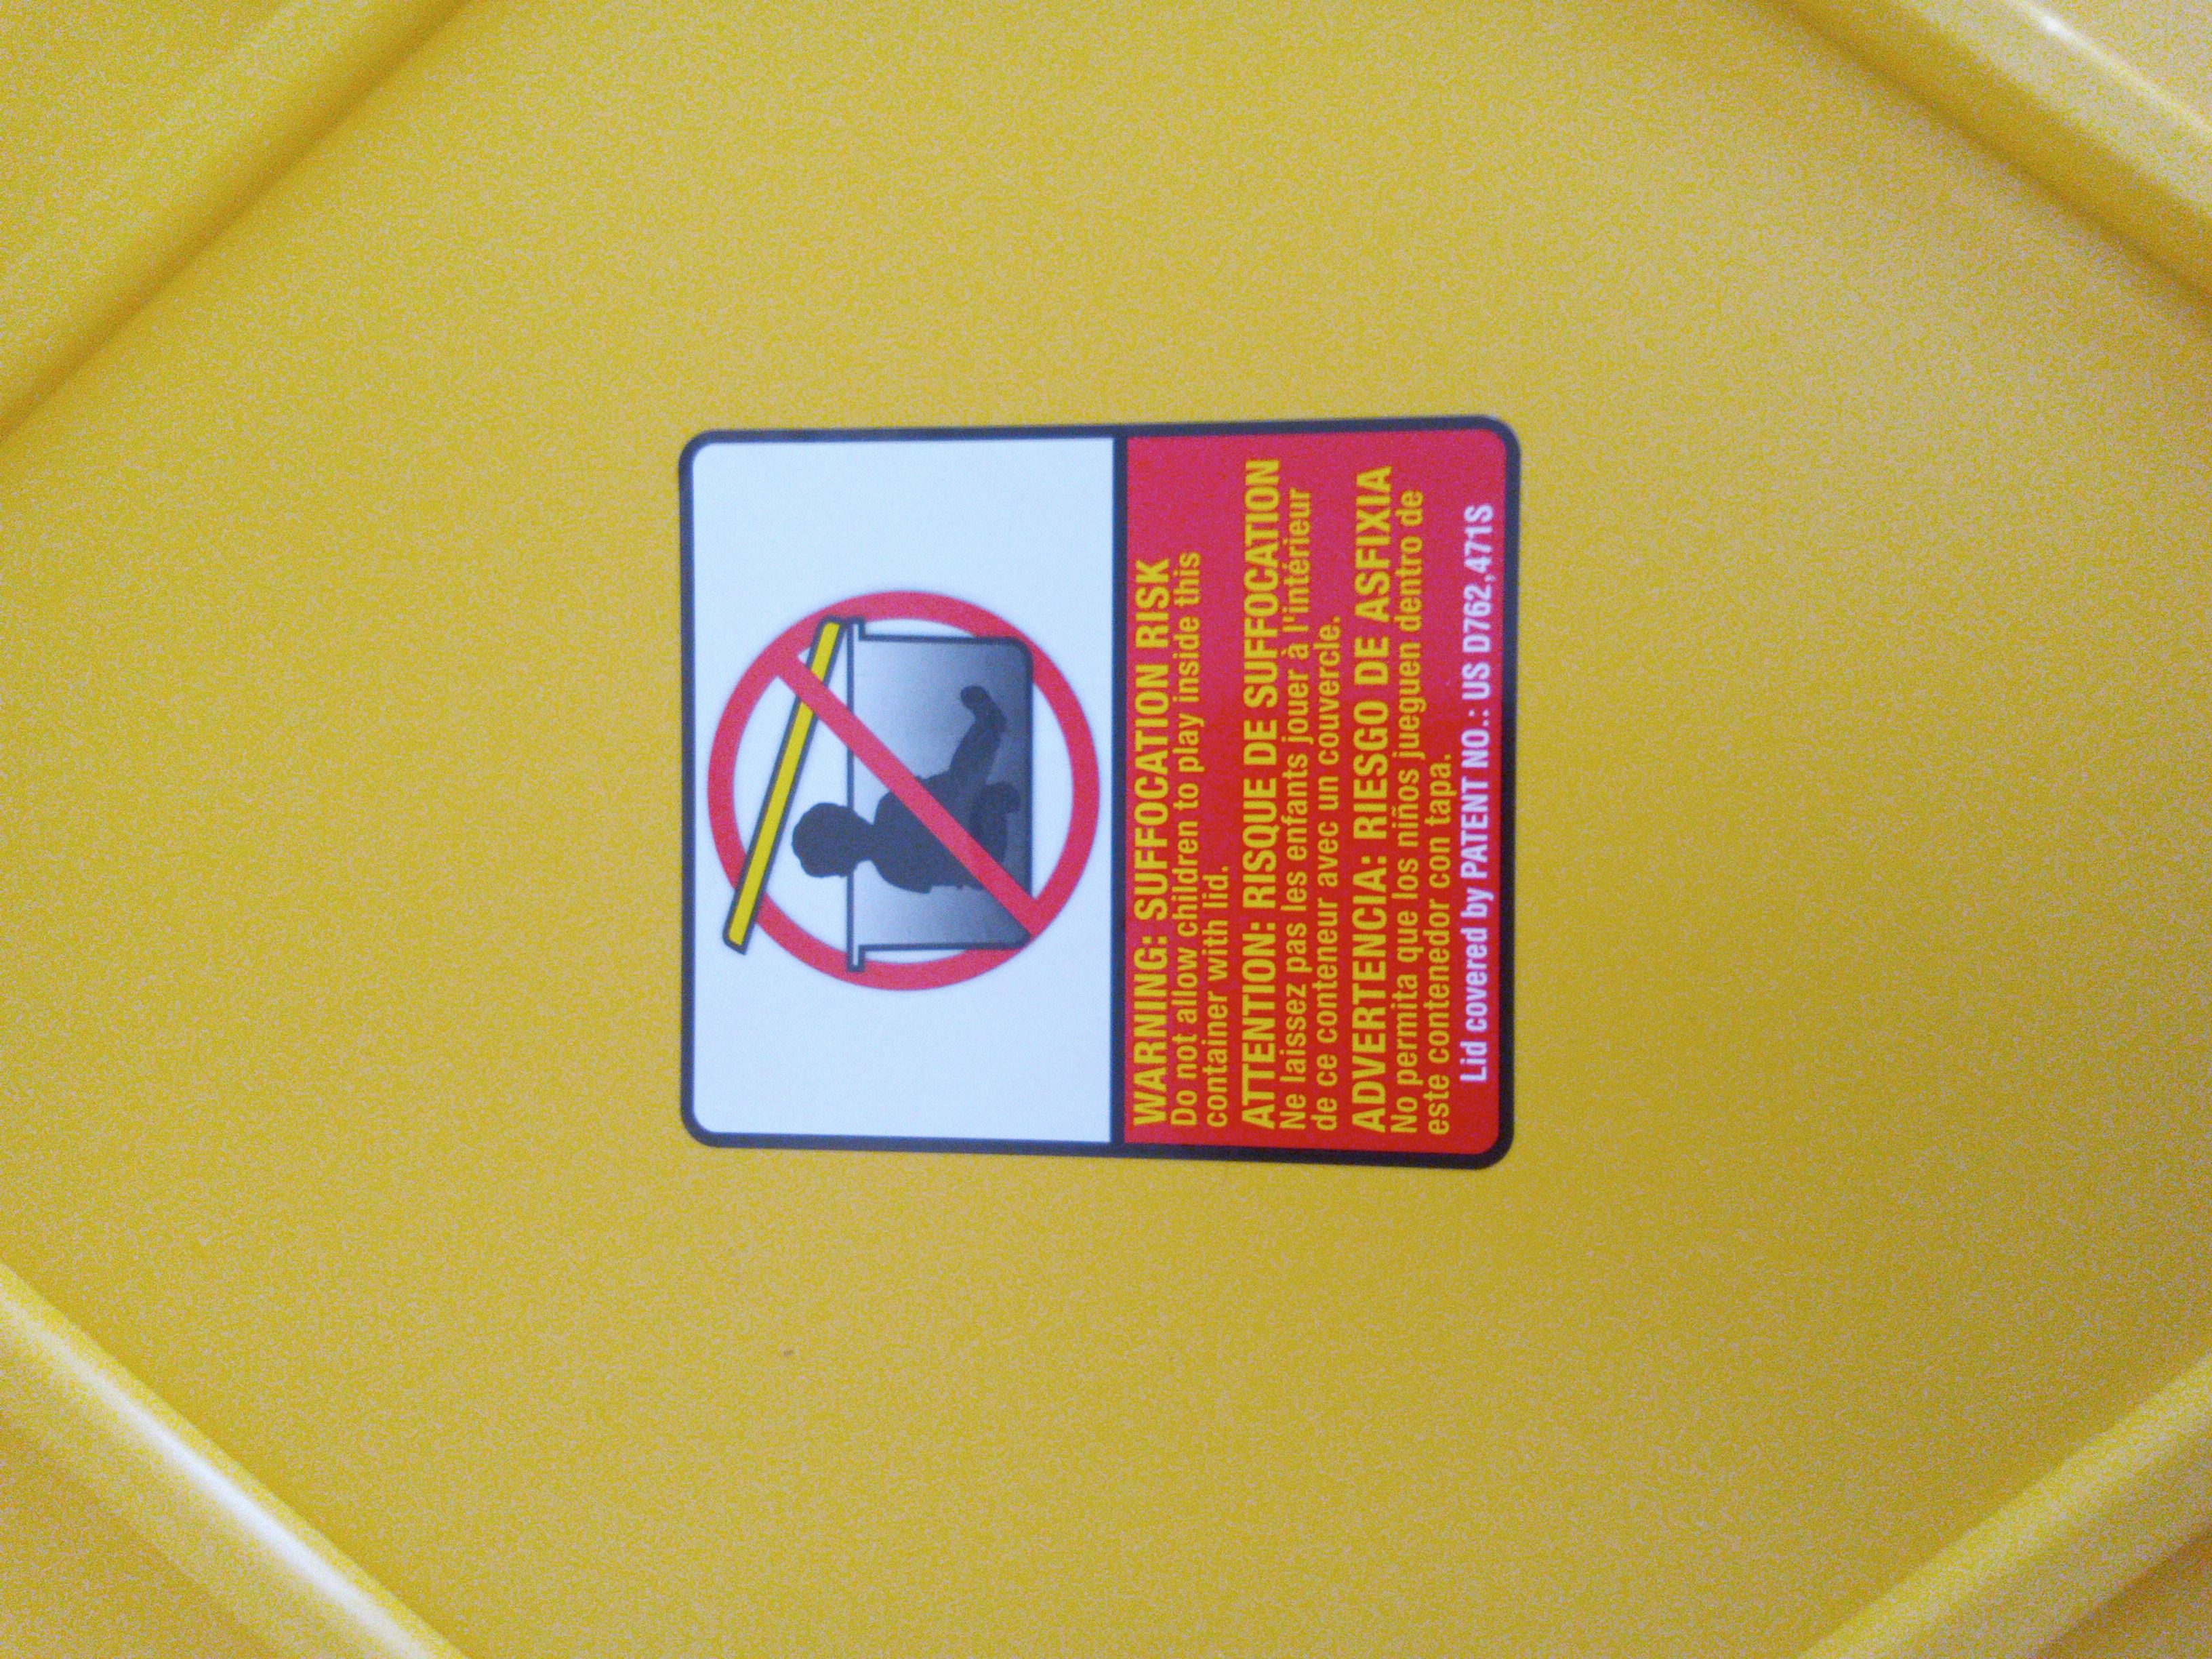 WARNING: SUFFOCATION RISK
Do not allow children to play inside this
container with lid.
ATTENTION: RISQUE DE SUFFOCATION
Ne laissez pas les enfants jouer à l'intérieur
de ce conteneur avec un couvercle.
ADVERTENCIA: RIESGO DE ASFIXIA
No permita que los niños jueguen dentro de
este contenedor con tapa.
Lid covered by PATENT NO.: US D762,471S